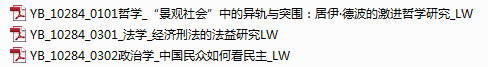 YB_10284_0101哲学_“景观社会”中的异轨与突围：居伊·德波的激进哲学研究_LW
YB_10284_0301_法学_经济刑法的法益研究LW
YB_10284_0302政治学_中国民众如何看民主_LW